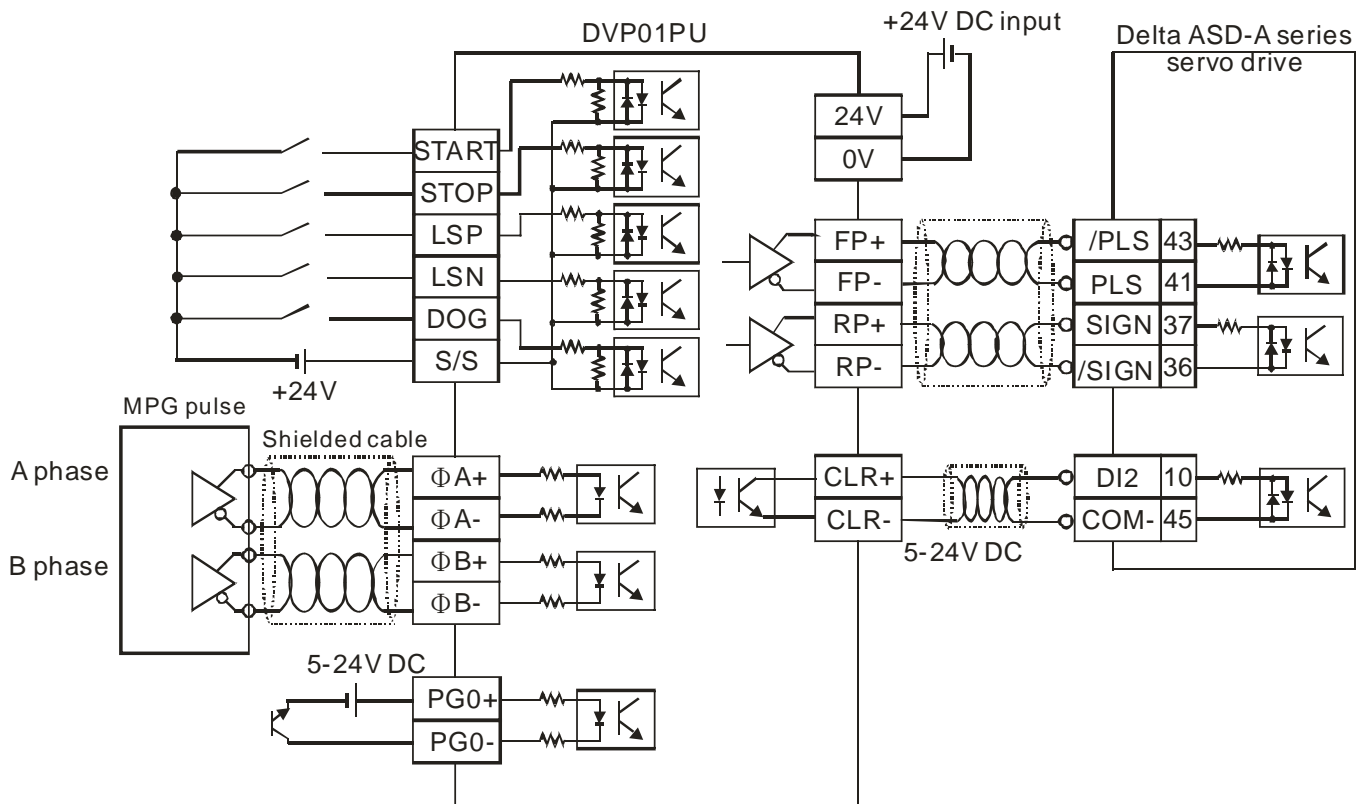 DVP01PU
+24V DC input
Delta ASD-A series
servo drive
24V
0V
START
STOP
LSP
LSN
DOG
S/S
+24V
FP+
FP-
RP+
RP-
/PLS 43
PLS 41
SIGN 37
/SIGN 36
MPG pulse
Shielded cable
A phase
B phase
ΦA+
ΦA-
ΦB+
ΦB-
CLR+
CLR-
5-24V DC
DI2 10
COM- 45
5-24V DC
PG0+
PG0-